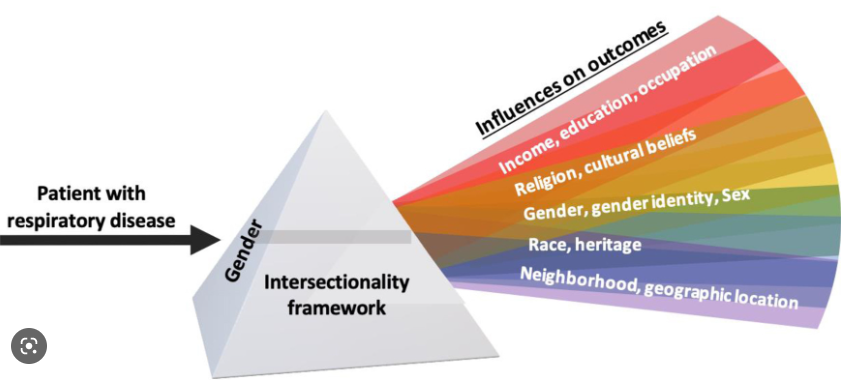 Patient with
respiratory disease
Gender
Intersectionality
framework
Influences on outcomes
Income, education, occupation
Religion, cultural beliefs
Gender, gender identity, Sex
Race, heritage
Neighborhood, geographic location